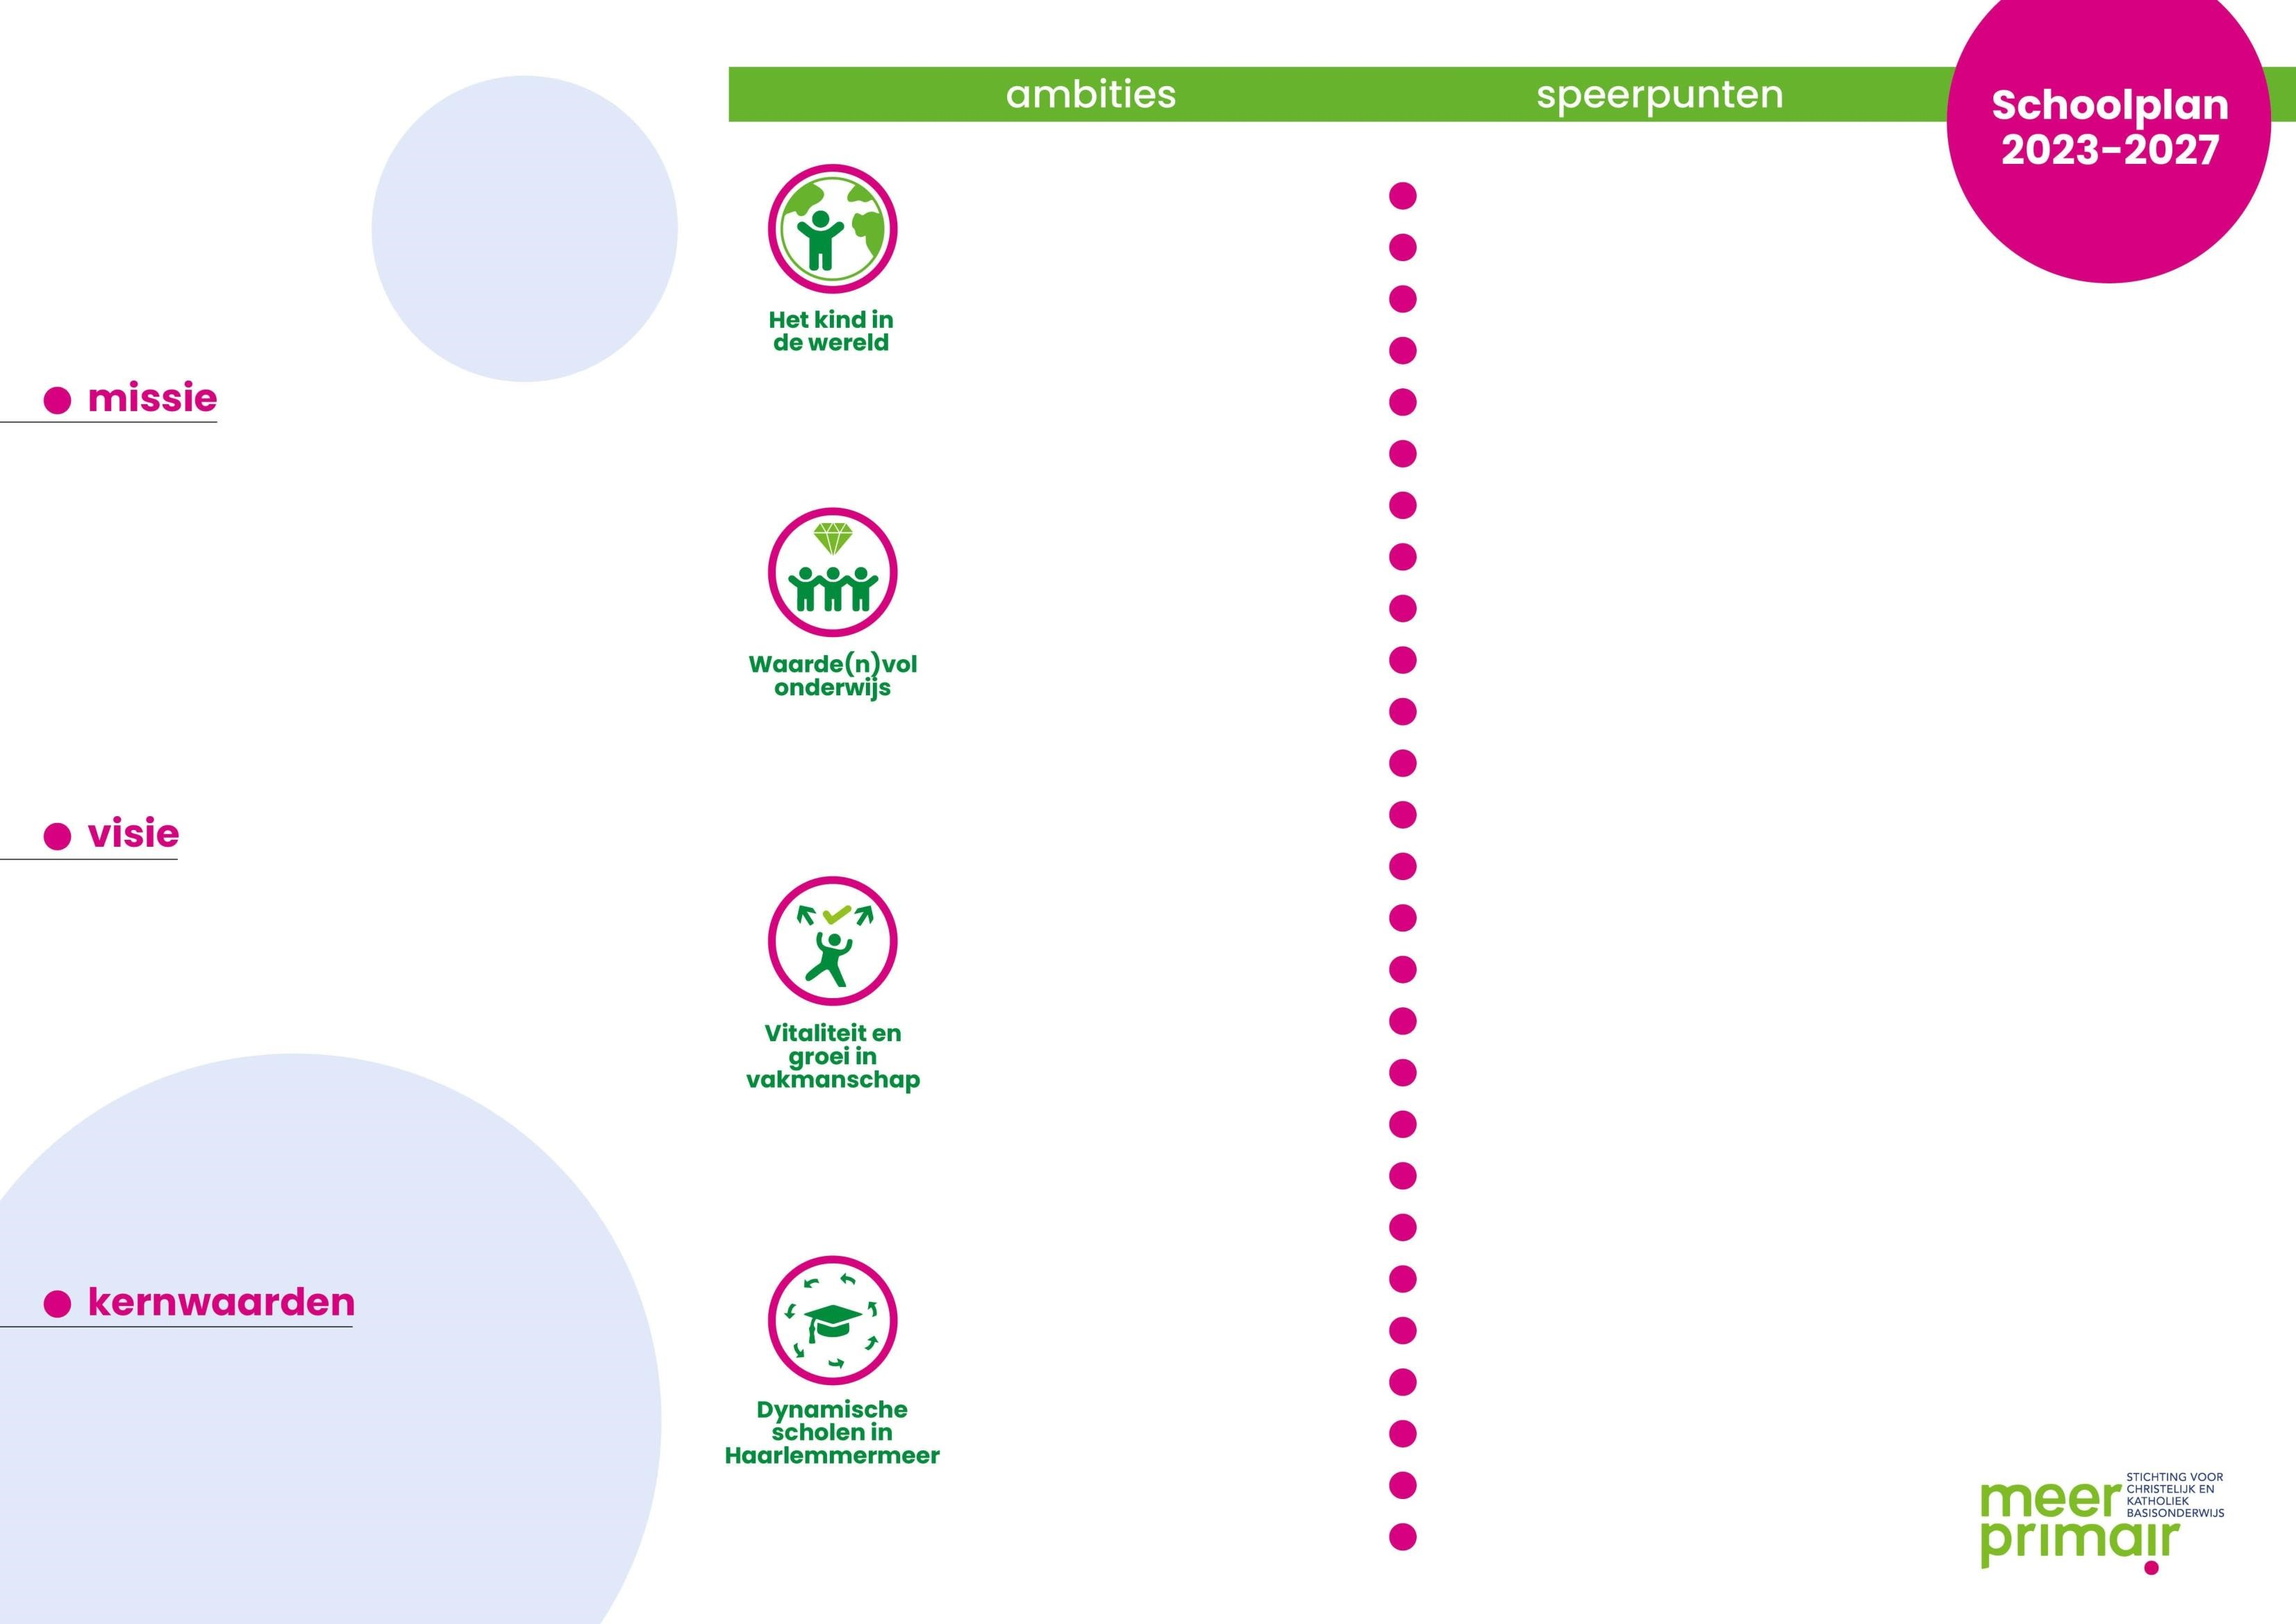 ambities
speerpunten
Schoolplan
2023-2027
missie
visie
kernwaarden
Het kind in
de wereld
Waarde(n)vol
onderwijs
Vitaliteit en
groei in
vakmanschap
Dynamische
scholen in
Haarlemmermeer
meer
primair
STICHTING VOOR
CHRISTELIJK EN
KATHOLIEK
BASISONDERWIJS